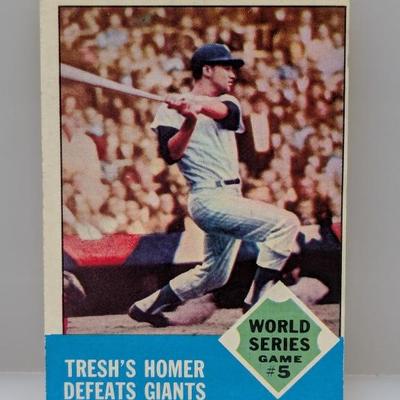 WORLD
SERIES
GAME
#5
TRESH'S HOMER
DEFEATS GIANTS